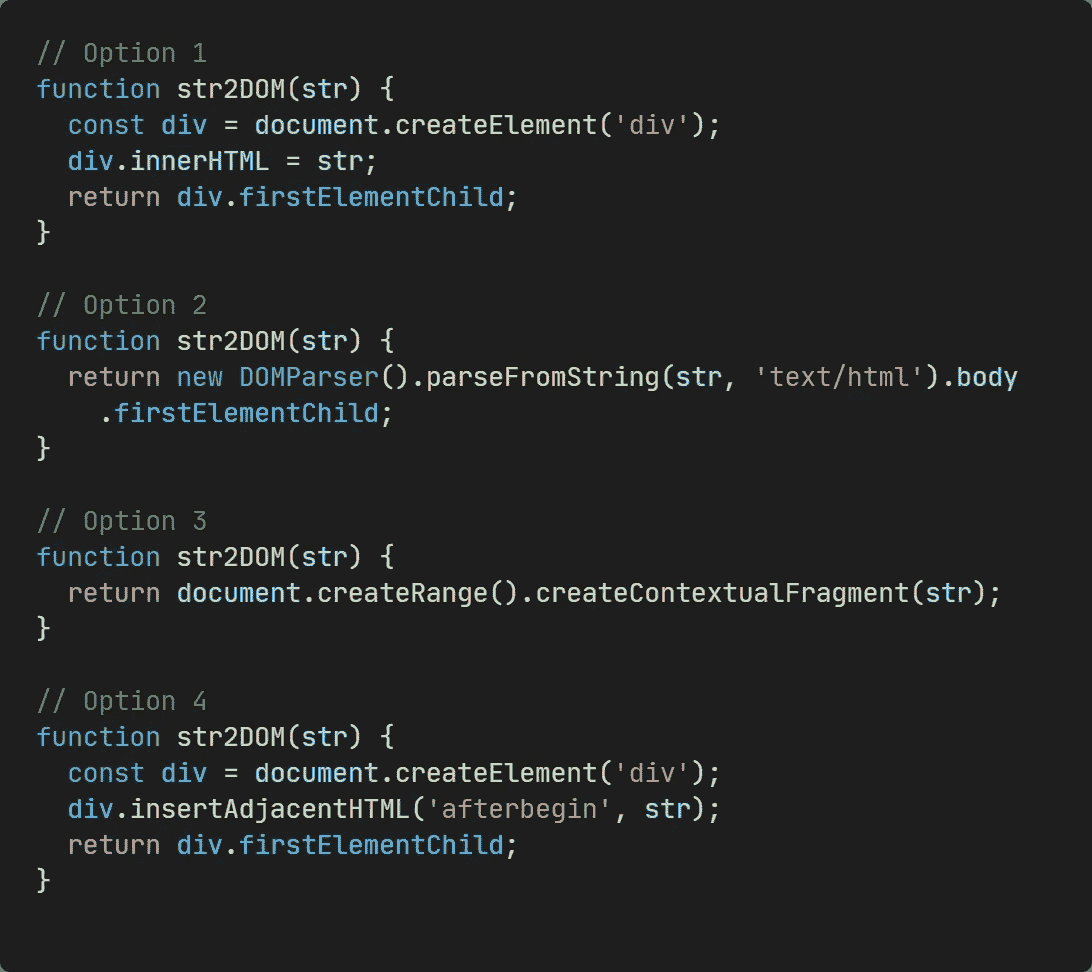 // Option 1
function str2DOM(str) {
  const div = document.createElement('div');
  div.innerHTML = str;
  return div.firstElementChild;
}

// Option 2
function str2DOM(str) {
  return new DOMParser().parseFromString(str, 'text/html').body
    .firstElementChild;
}

// Option 3
function str2DOM(str) {
  return document.createRange().createContextualFragment(str);
}

// Option 4
function str2DOM(str) {
  const div = document.createElement('div');
  div.insertAdjacentHTML('afterbegin', str);
  return div.firstElementChild;
}